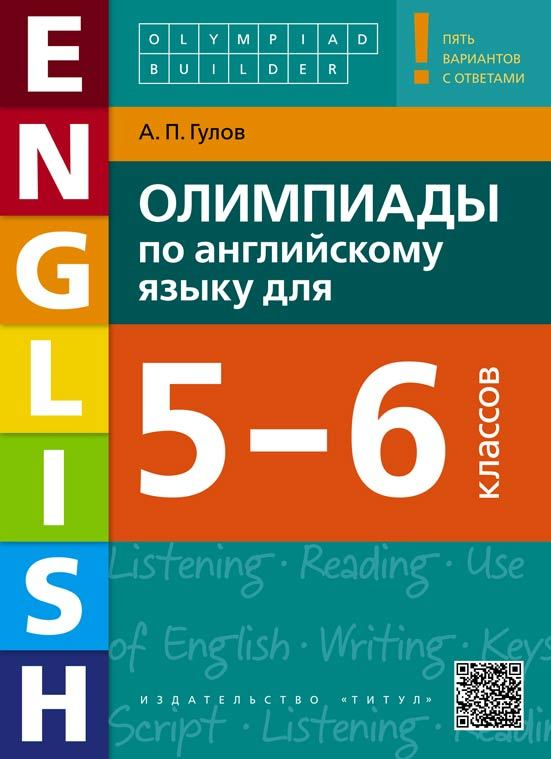 ENGLISH
OLYMPIAD
BUILDER
!
ПЯТЬ
ВАРИАНТОВ
С ОТВЕТАМИ
А. П. Гулов
ОЛИМПИАДЫ
по английскому
языку для
5–6
классов
Listening · Reading · Use
of English · Writing · Keys
ИЗДАТЕЛЬСТВО «ТИТУЛ»
Script · Listening · Reading